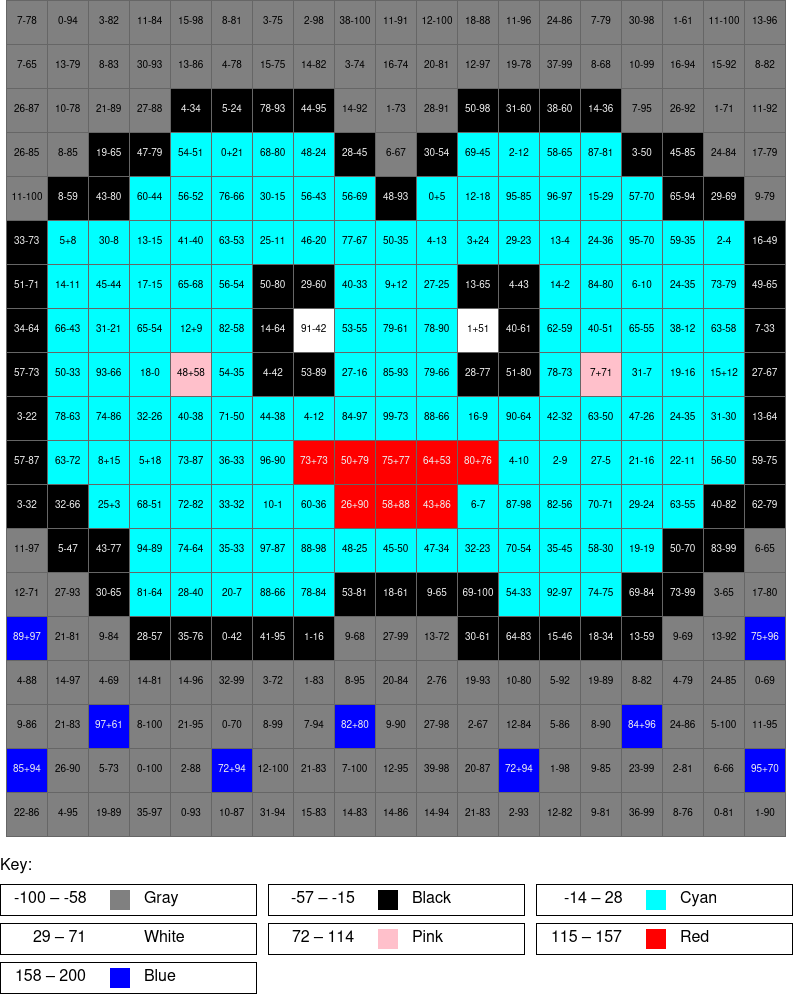 7-78 0-94 3-82 11-84 15-98 8-81 3-75 2-98 38-100 11-91 12-100 18-88 11-96 24-86 7-79 30-98 1-61 11-100 13-96
7-65 13-79 8-83 30-93 13-86 4-78 15-75 14-82 3-74 16-74 20-81 12-97 19-78 37-99 8-68 10-99 16-94 15-92 8-82
26-87 10-78 21-89 27-88 4-34 5-24 78-93 44-95 14-92 1-73 28-91 50-98 31-60 38-60 14-36 7-95 26-92 1-71 11-92
26-85 8-85 19-65 47-79 54-51 0+21 68-80 48-24 28-45 6-67 30-54 69-45 2-12 58-65 87-81 3-50 45-85 24-84 17-79
11-100 8-59 43-80 60-44 56-52 76-66 30-15 56-43 56-69 48-93 0+5 12-18 95-85 96-97 15-29 57-70 65-94 29-69 9-79
33-73 5+8 30-8 13-15 41-40 63-53 25-11 46-20 77-67 50-35 4-13 3+24 29-23 13-4 24-36 95-70 59-35 2-4 16-49
51-71 14-11 45-44 17-15 65-68 56-54 50-80 29-60 40-33 9+12 27-25 13-65 4-43 14-2 84-80 6-10 24-35 73-79 49-65
34-64 66-43 31-21 65-54 12+9 82-58 14-64 91-42 53-55 79-61 78-90 1+51 40-61 62-59 40-51 65-55 38-12 63-58 7-33
57-73 50-33 93-66 18-0 48+58 54-35 4-42 53-89 27-16 85-93 79-66 28-77 51-80 78-73 7+71 31-7 19-16 15+12 27-67
3-22 78-63 74-86 32-26 40-38 71-50 44-38 4-12 84-97 99-73 88-66 16-9 90-64 42-32 63-50 47-26 24-35 31-30 13-64
57-87 63-72 8+15 5+18 73-87 36-33 96-90 73+73 50+79 75+77 64+53 80+76 4-10 2-9 27-5 21-16 22-11 56-50 59-75
3-32 32-66 25+3 68-51 72-82 33-32 10-1 60-36 26+90 58+88 43+86 6-7 87-98 82-56 70-71 29-24 63-55 40-82 62-79
11-97 5-47 43-77 94-89 74-64 35-33 97-87 88-98 48-25 45-50 47-34 32-23 70-54 35-45 58-30 19-19 50-70 83-99 6-65
12-71 27-93 30-65 81-64 28-40 20-7 88-66 78-84 53-81 18-61 9-65 69-100 54-33 92-97 74-75 69-84 73-99 3-65 17-80
89+97 21-81 9-84 28-57 35-76 0-42 41-95 1-16 9-68 27-99 13-72 30-61 64-83 15-46 18-34 13-59 9-69 13-92 75+96
4-88 14-97 4-69 14-81 14-96 32-99 3-72 1-83 8-95 20-84 2-76 19-93 10-80 5-92 19-89 8-82 4-79 24-85 0-69
9-86 21-83 97+61 8-100 21-95 0-70 8-99 7-94 82+80 9-90 27-98 2-67 12-84 5-86 8-90 84+96 24-86 5-100 11-95
85+94 26-90 5-73 0-100 2-88 72+94 12-100 21-83 7-100 12-95 39-98 20-87 72+94 1-98 9-85 23-99 2-81 6-66 95+70
22-86 4-95 19-89 35-97 0-93 10-87 31-94 15-83 14-83 14-86 14-94 21-83 2-93 12-82 9-81 36-99 8-76 0-81 1-90
Key:
-100 – -58 Gray -57 – -15 Black -14 – 28 Cyan
29 – 71 White 72 – 114 Pink 115 – 157 Red
158 – 200 Blue